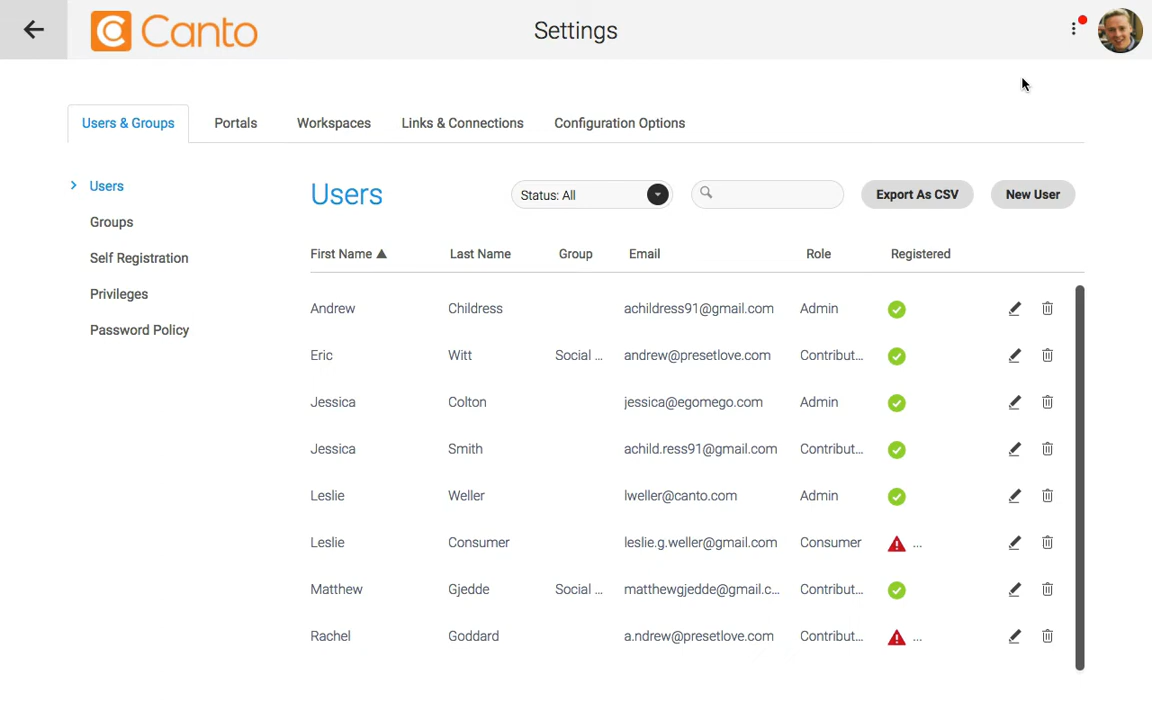 Canto
Settings
Users & Groups Portals Workspaces Links & Connections Configuration Options
Users
Groups
Self Registration
Privileges
Password Policy
Users Status: All Export As CSV New User
First Name ▲ Last Name Group Email Role Registered
Andrew Childress achildress91@gmail.com Admin
Eric Witt Social ... andrew@presetlove.com Contribut...
Jessica Colton jessica@egomego.com Admin
Jessica Smith achild.ress91@gmail.com Contribut...
Leslie Weller lweller@canto.com Admin
Leslie Consumer leslie.g.weller@gmail.com Consumer ...
Matthew Gjedde Social ... matthewgjedde@gmail.c... Contribut...
Rachel Goddard a.ndrew@presetlove.com Contribut... ...